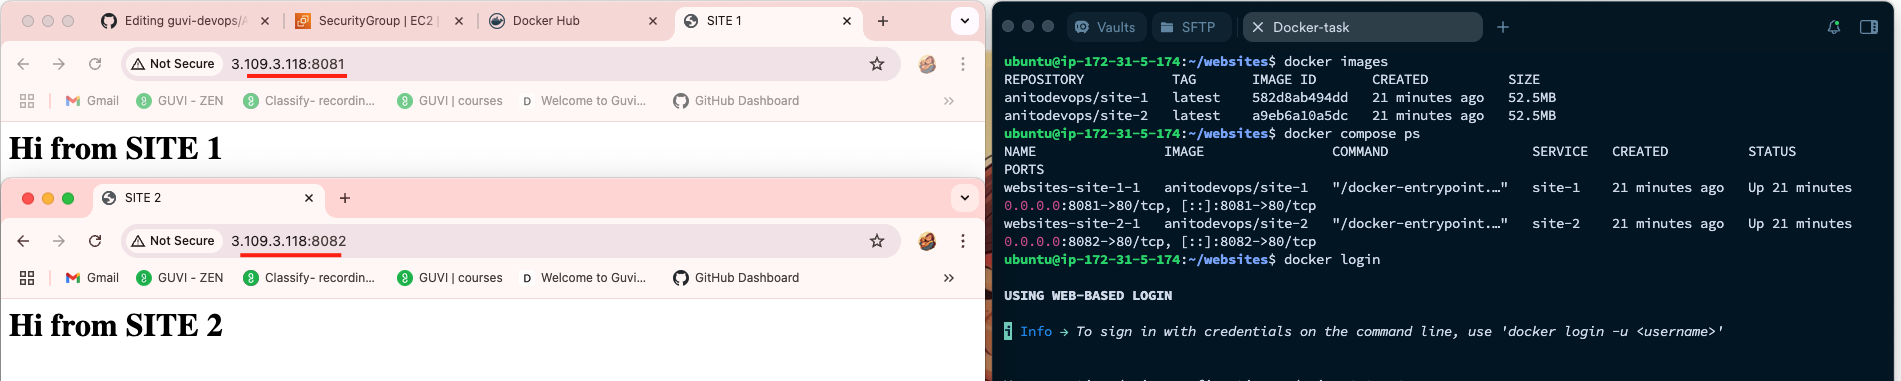 Editing guvi-devops/A
SecurityGroup | EC2 |
Docker Hub
SITE 1
Not Secure
3.109.3.118:8081
Gmail
GUVI - ZEN
Classify- recordin...
GUVI | courses
Welcome to Guvi...
GitHub Dashboard
Hi from SITE 1
SITE 2
Not Secure
3.109.3.118:8082
Gmail
GUVI - ZEN
Classify- recordin...
GUVI | courses
D Welcome to Guvi...
GitHub Dashboard
Hi from SITE 2
Vaults
SFTP
Docker-task
ubuntu@ip-172-31-5-174:~/websites$ docker images
REPOSITORY TAG IMAGE ID CREATED SIZE
anitodevops/site-1 latest 582d8ab494dd 21 minutes ago 52.5MB
anitodevops/site-2 latest a9eb6a10a5dc 21 minutes ago 52.5MB
ubuntu@ip-172-31-5-174:~/websites$ docker compose ps
NAME IMAGE COMMAND SERVICE CREATED STATUS
PORTS
websites-site-1-1 anitodevops/site-1 "/docker-entrypoint.…" site-1 21 minutes ago Up 21 minutes
0.0.0.0:8081->80/tcp, [::]:8081->80/tcp
websites-site-2-1 anitodevops/site-2 "/docker-entrypoint.…" site-2 21 minutes ago Up 21 minutes
0.0.0.0:8082->80/tcp, [::]:8082->80/tcp
ubuntu@ip-172-31-5-174:~/websites$ docker login
USING WEB-BASED LOGIN
i Info → To sign in with credentials on the command line, use 'docker login -u <username>'